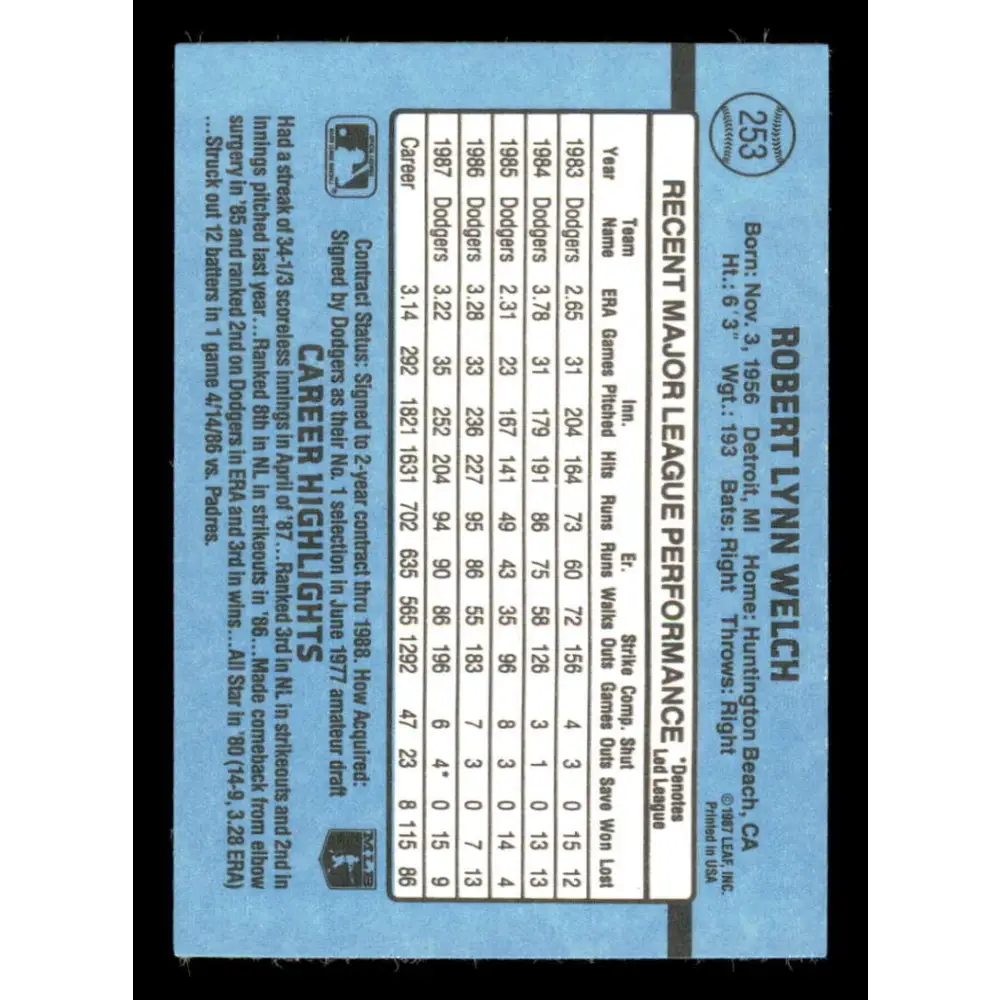 253
ROBERT LYNN WELCH
Born: Nov. 3, 1956 Detroit, MI Home: Huntington Beach, CA
Ht.: 6'3" Wgt.: 193 Bats: Right Throws: Right
©1987 LEAF, INC.
Printed in USA
RECENT MAJOR LEAGUE PERFORMANCE *Denotes Led League
Year Team Name ERA Games Inn. Pitched Hits Runs Er. Runs Walks Strike Outs Comp. Games Shut Outs Save Won Lost
1983 Dodgers 2.65 31 204 164 73 60 72 156 4 3 0 15 12
1984 Dodgers 3.78 31 179 191 86 75 58 126 3 1 0 13 13
1985 Dodgers 2.31 23 167 141 49 43 35 96 8 3 0 14 4
1986 Dodgers 3.28 33 236 227 95 86 55 183 7 3 0 7 13
1987 Dodgers 3.22 35 252 204 94 90 86 196 6 4* 0 15 9
Career 3.14 292 1821 1631 702 635 565 1292 47 23 8 115 86
OFFICIAL LICENSEE
MAJOR LEAGUE BASEBALL
Contract Status: Signed to 2-year contract thru 1988. How Acquired:
Signed by Dodgers as their No. 1 selection in June 1977 amateur draft
MLB
CAREER HIGHLIGHTS
Had a streak of 34-1/3 scoreless innings in April of '87...Ranked 3rd in NL in strikeouts and 2nd in
innings pitched last year...Ranked 8th in NL in strikeouts in '86...Made comeback from elbow
surgery in '85 and ranked 2nd on Dodgers in ERA and 3rd in wins...All Star in '80 (14-9, 3.28 ERA)
...Struck out 12 batters in 1 game 4/14/86 vs. Padres.